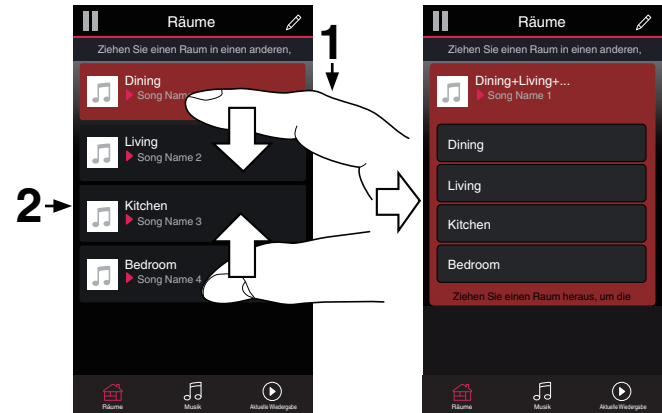 Räume
Ziehen Sie einen Raum in einen anderen,
1
Dining
Song Nam
Living
Song Name 2
2
Kitchen
Song Name 3
Bedroom
Song Name 4
Räume
Musik
Aktuelle Wiedergabe
Räume
Ziehen Sie einen Raum in einen anderen,
Dining+Living+...
Song Name 1
Dining
Living
Kitchen
Bedroom
Ziehen Sie einen Raum heraus, um die
Räume
Musik
Aktuelle Wiedergabe